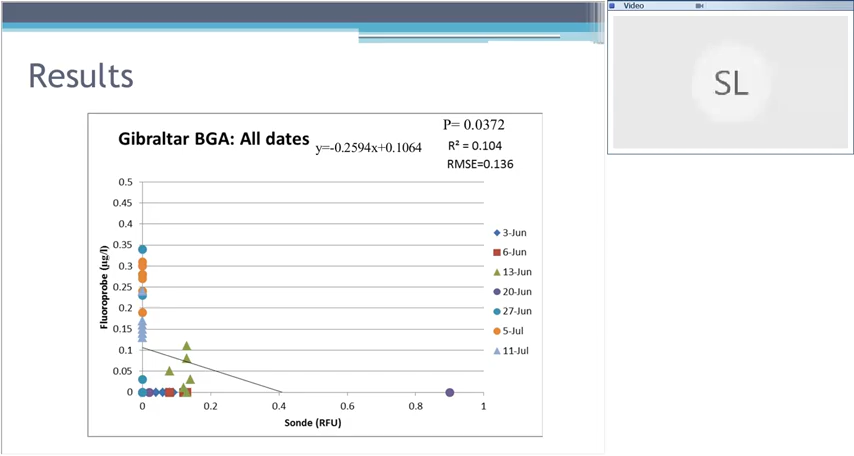 Video
SL
Results
P= 0.0372
Gibraltar BGA: All dates
y=-0.2594x+0.1064
R² = 0.104
RMSE=0.136
0.5
0.45
0.4
0.35
0.3
0.25
0.2
0.15
0.1
0.05
0
Fluoroprobe (µg/l)
3-Jun
6-Jun
13-Jun
20-Jun
27-Jun
5-Jul
11-Jul
0 0.2 0.4 0.6 0.8 1
Sonde (RFU)